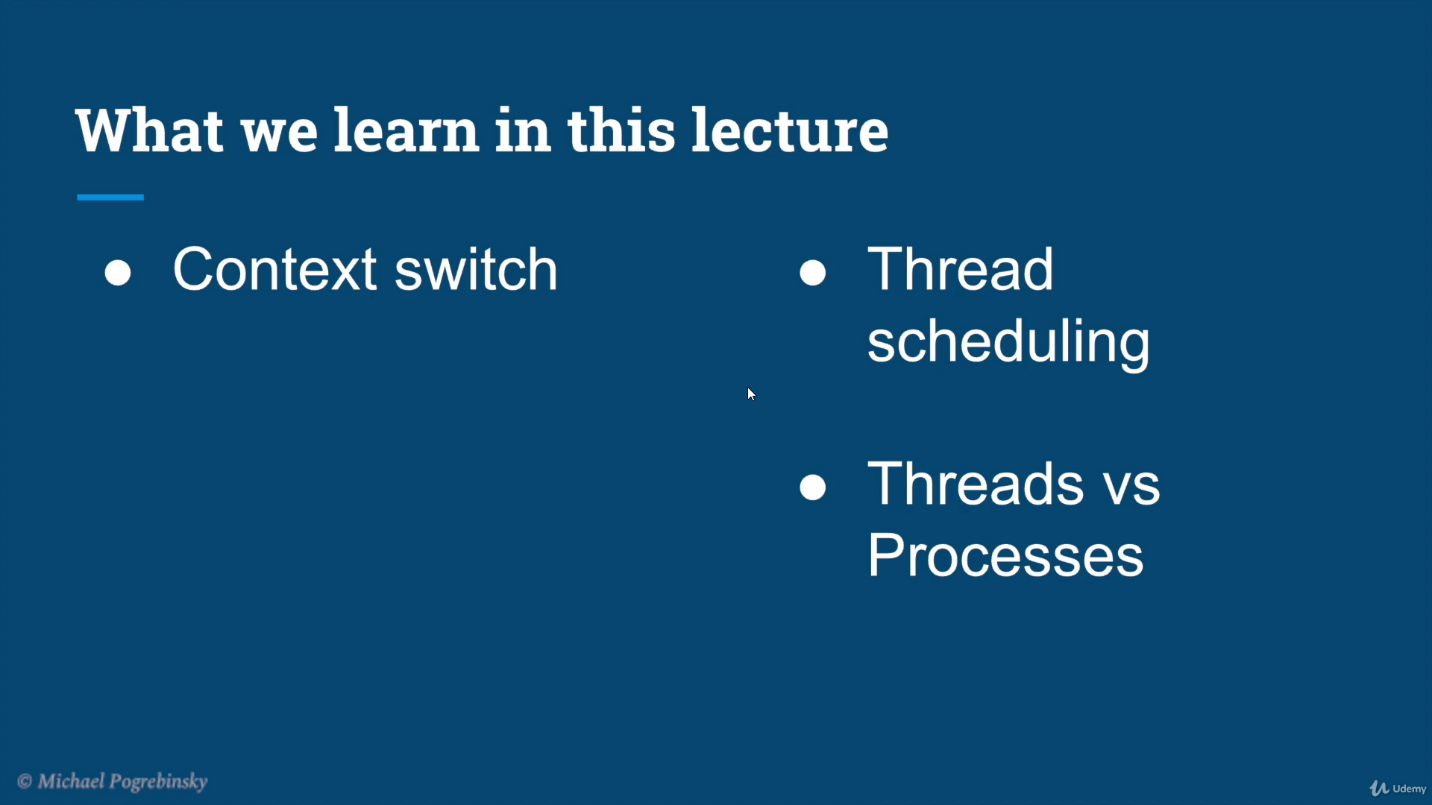 What we learn in this lecture
● Context switch
● Thread
scheduling
● Threads vs
Processes
© Michael Pogrebinsky
Udemy